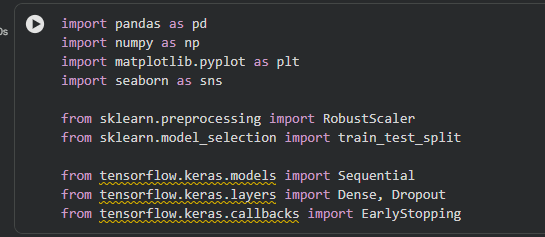 import pandas as pd
import numpy as np
import matplotlib.pyplot as plt
import seaborn as sns
from sklearn.preprocessing import RobustScaler
from sklearn.model_selection import train_test_split
from tensorflow.keras.models import Sequential
from tensorflow.keras.layers import Dense, Dropout
from tensorflow.keras.callbacks import EarlyStopping